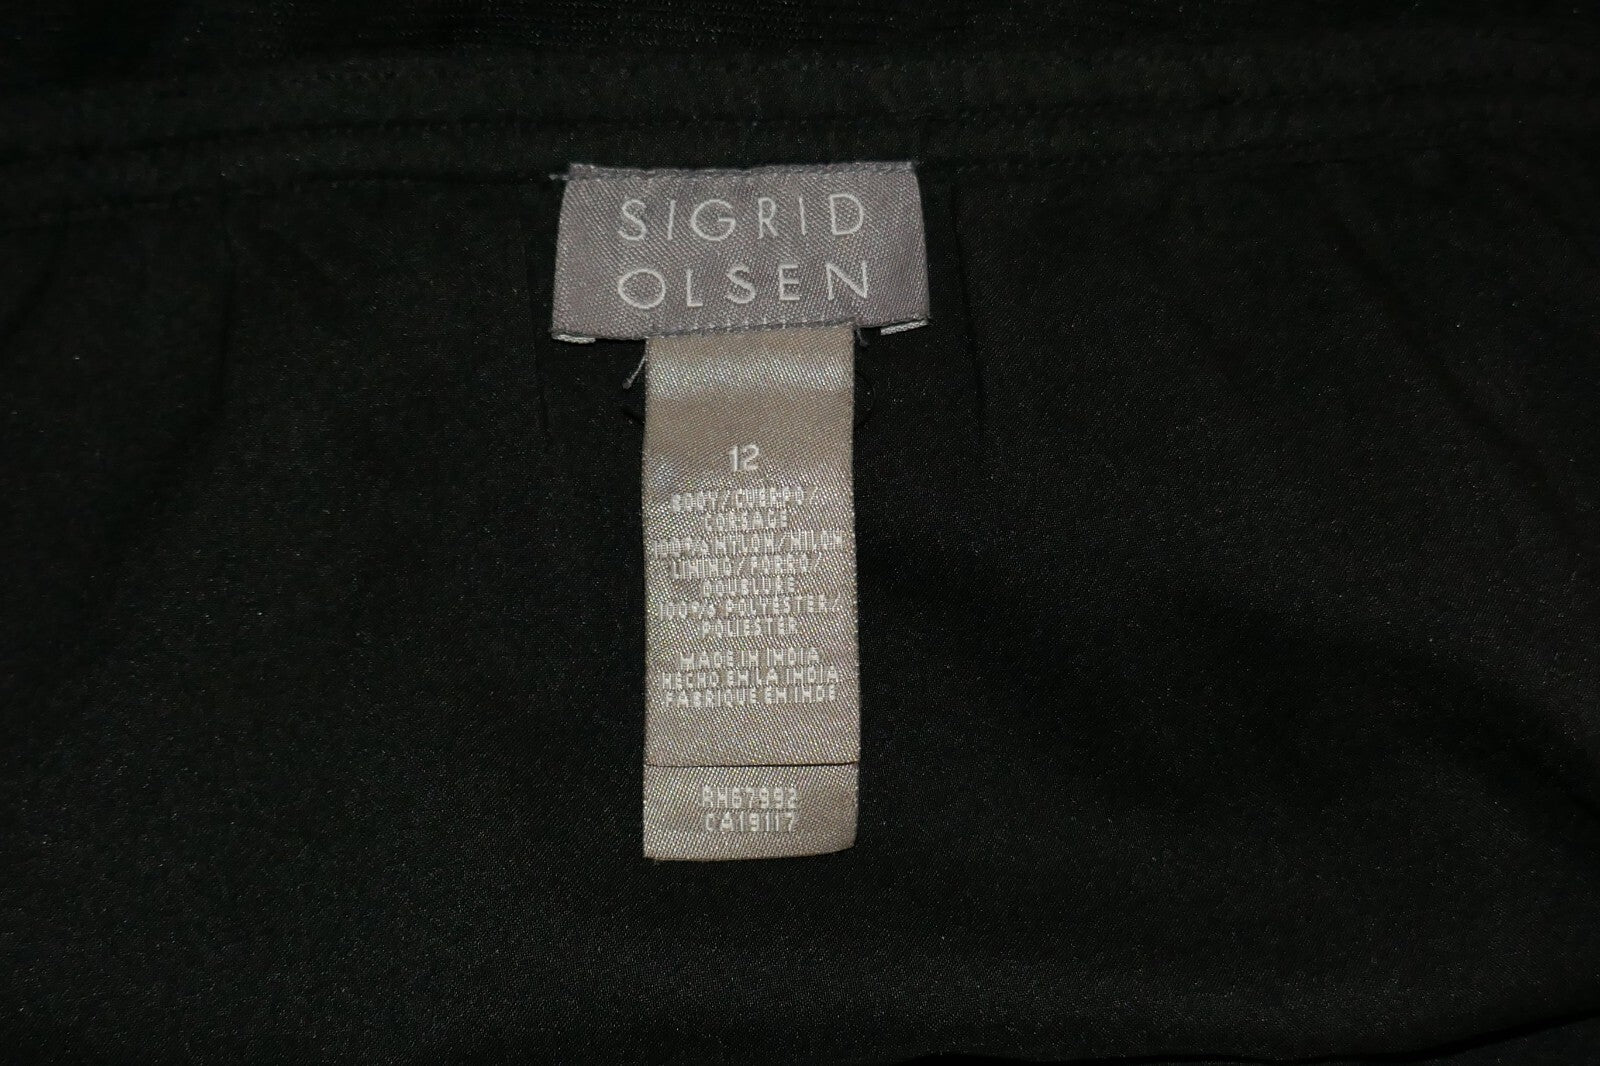 SIGRID
OLSEN
12
BODY/CUERPO/
CORSAGE
100% NYLON/NILON
LINING/FORRO/
DOUBLURE
100% POLYESTER/
POLIESTER
MADE IN INDIA
HECHO EN LA INDIA
FABRIQUE EN INDE
RN67992
CA19117